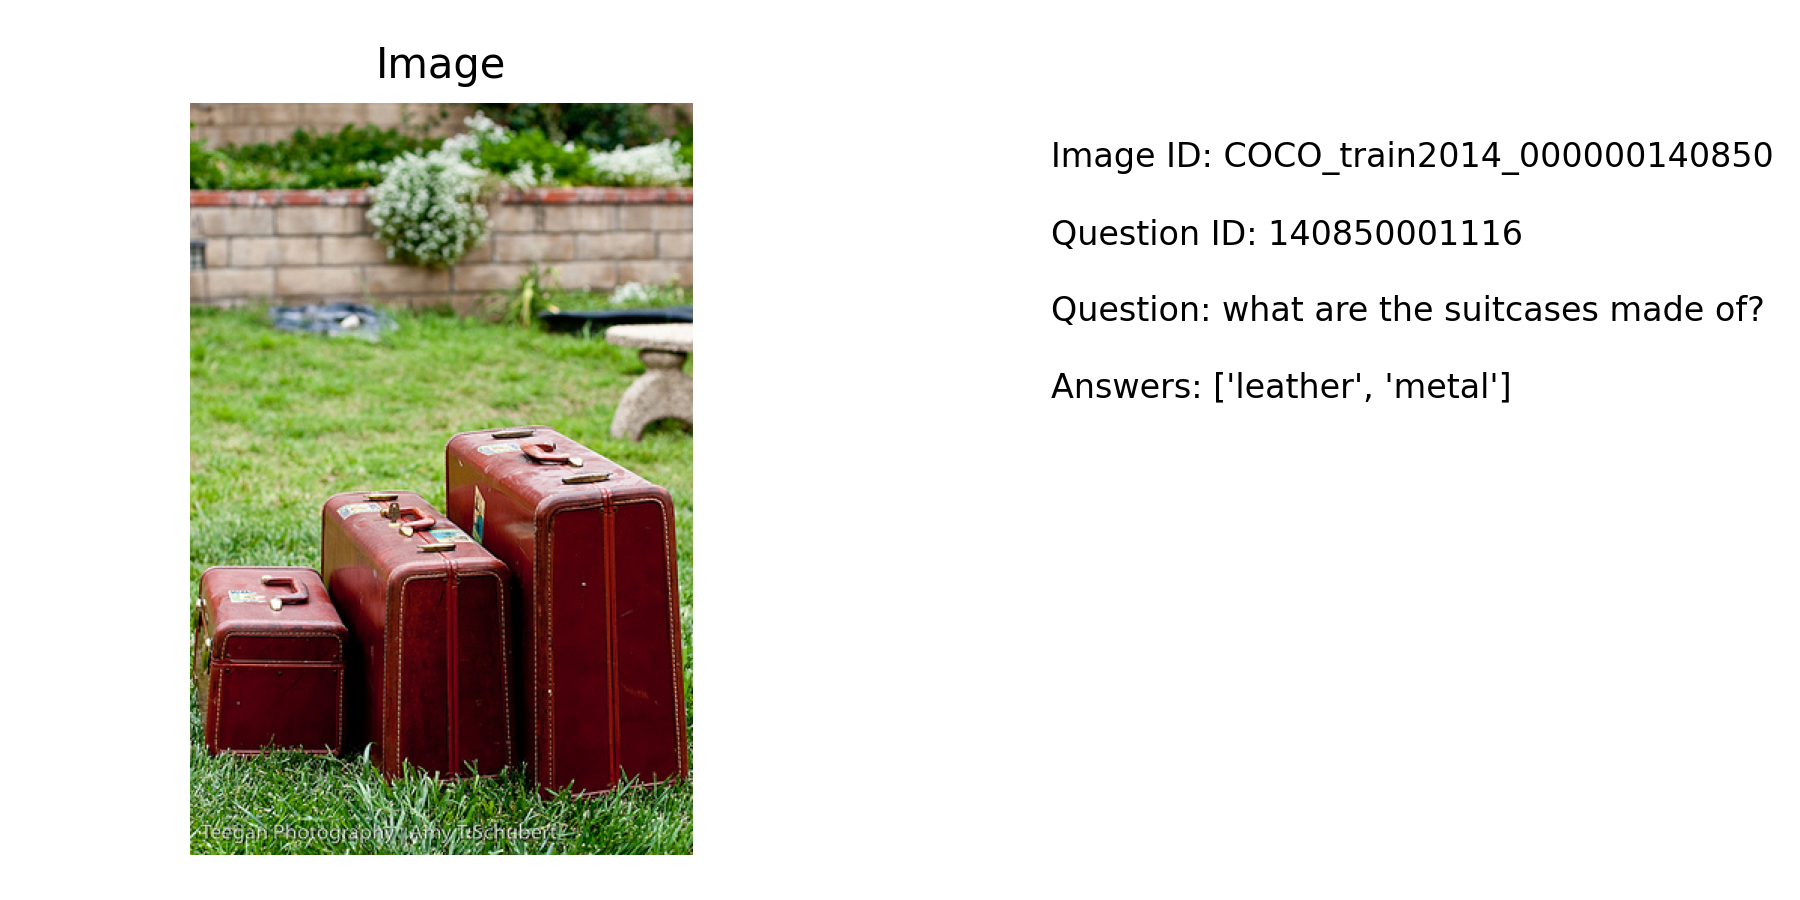 Image
Image ID: COCO_train2014_000000140850
Question ID: 140850001116
Question: what are the suitcases made of?
Answers: ['leather', 'metal']
Teegan Photography Amy T Schubert